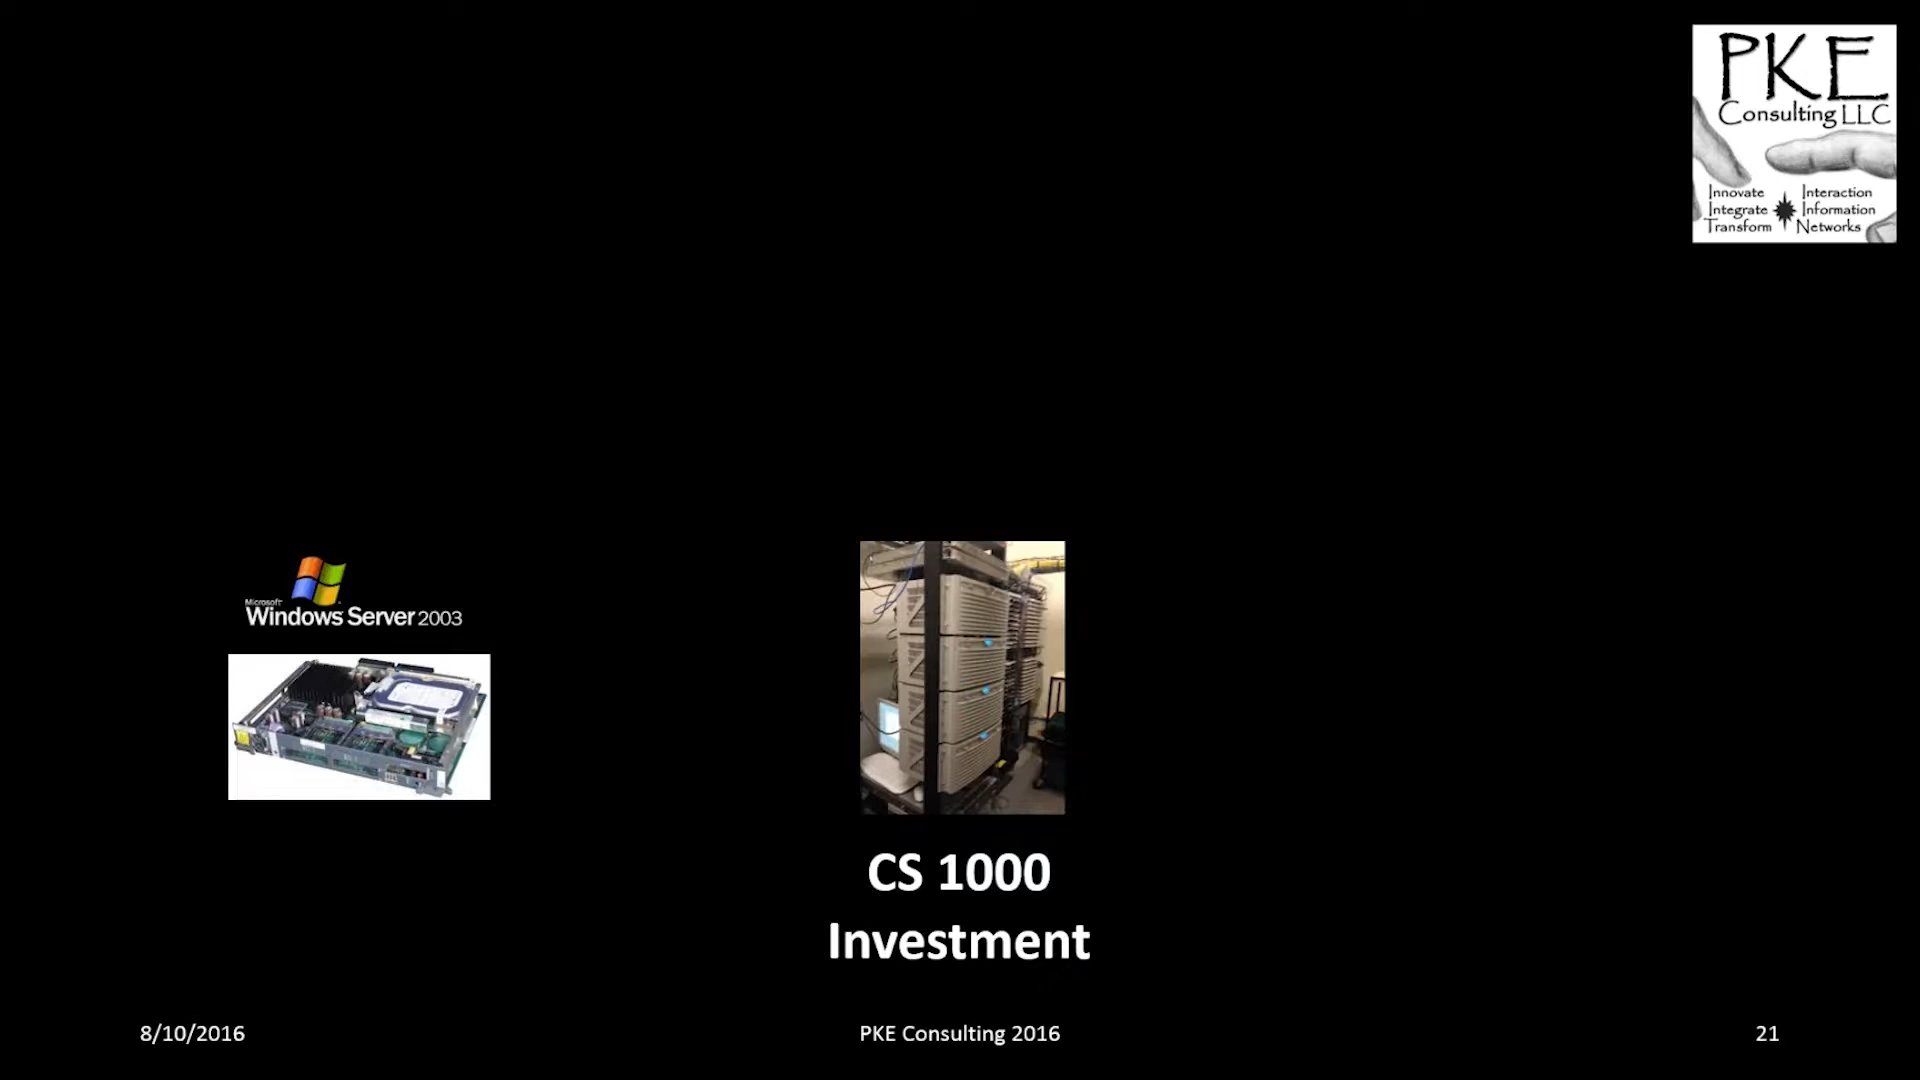 PKE
Consulting LLC
Innovate Interaction
Integrate Information
Transform Networks
Microsoft
Windows Server 2003
CS 1000
Investment
8/10/2016
PKE Consulting 2016
21